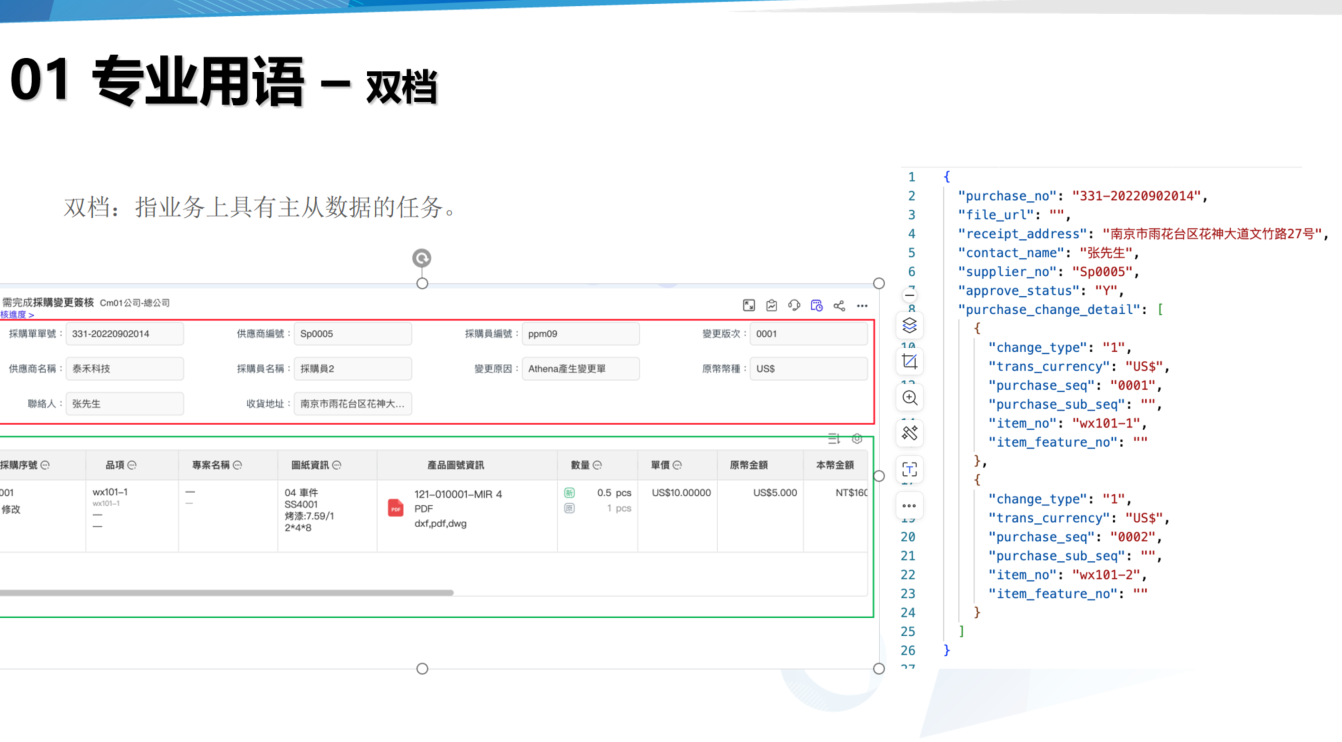 01 专业用语 – 双档
双档：指业务上具有主从数据的任务。
需完成採購變更簽核 Cm01公司-總公司
核進度 >
採購單單號： 331-20220902014 供應商編號： Sp0005 採購員編號： ppm09 變更版次： 0001
供應商名稱： 泰禾科技 採購員名稱： 採購員2 變更原因： Athena產生變更單 原幣幣種： US$
聯絡人： 张先生 收貨地址： 南京市雨花台区花神大...
採購序號 品項 專案名稱 圖紙資訊 產品圖號資訊 數量 單價 原幣金額 本幣金額
001
修改
wx101-1
wx101-1
—
—
—
—
04 車件
SS4001
烤漆:7.59/1
2*4*8
PDF
121-010001-MIR 4
PDF
dxf,pdf,dwg
新 0.5 pcs
原 1 pcs
US$10.00000
US$5.000
NT$160
1 {
2 "purchase_no": "331-20220902014",
3 "file_url": "",
4 "receipt_address": "南京市雨花台区花神大道文竹路27号",
5 "contact_name": "张先生",
6 "supplier_no": "Sp0005",
"approve_status": "Y",
8 "purchase_change_detail": [
{
10 "change_type": "1",
"trans_currency": "US$",
"purchase_seq": "0001",
"purchase_sub_seq": "",
"item_no": "wx101-1",
"item_feature_no": ""
},
{
"change_type": "1",
19 "trans_currency": "US$",
20 "purchase_seq": "0002",
21 "purchase_sub_seq": "",
22 "item_no": "wx101-2",
23 "item_feature_no": ""
24 }
25 ]
26 }
27